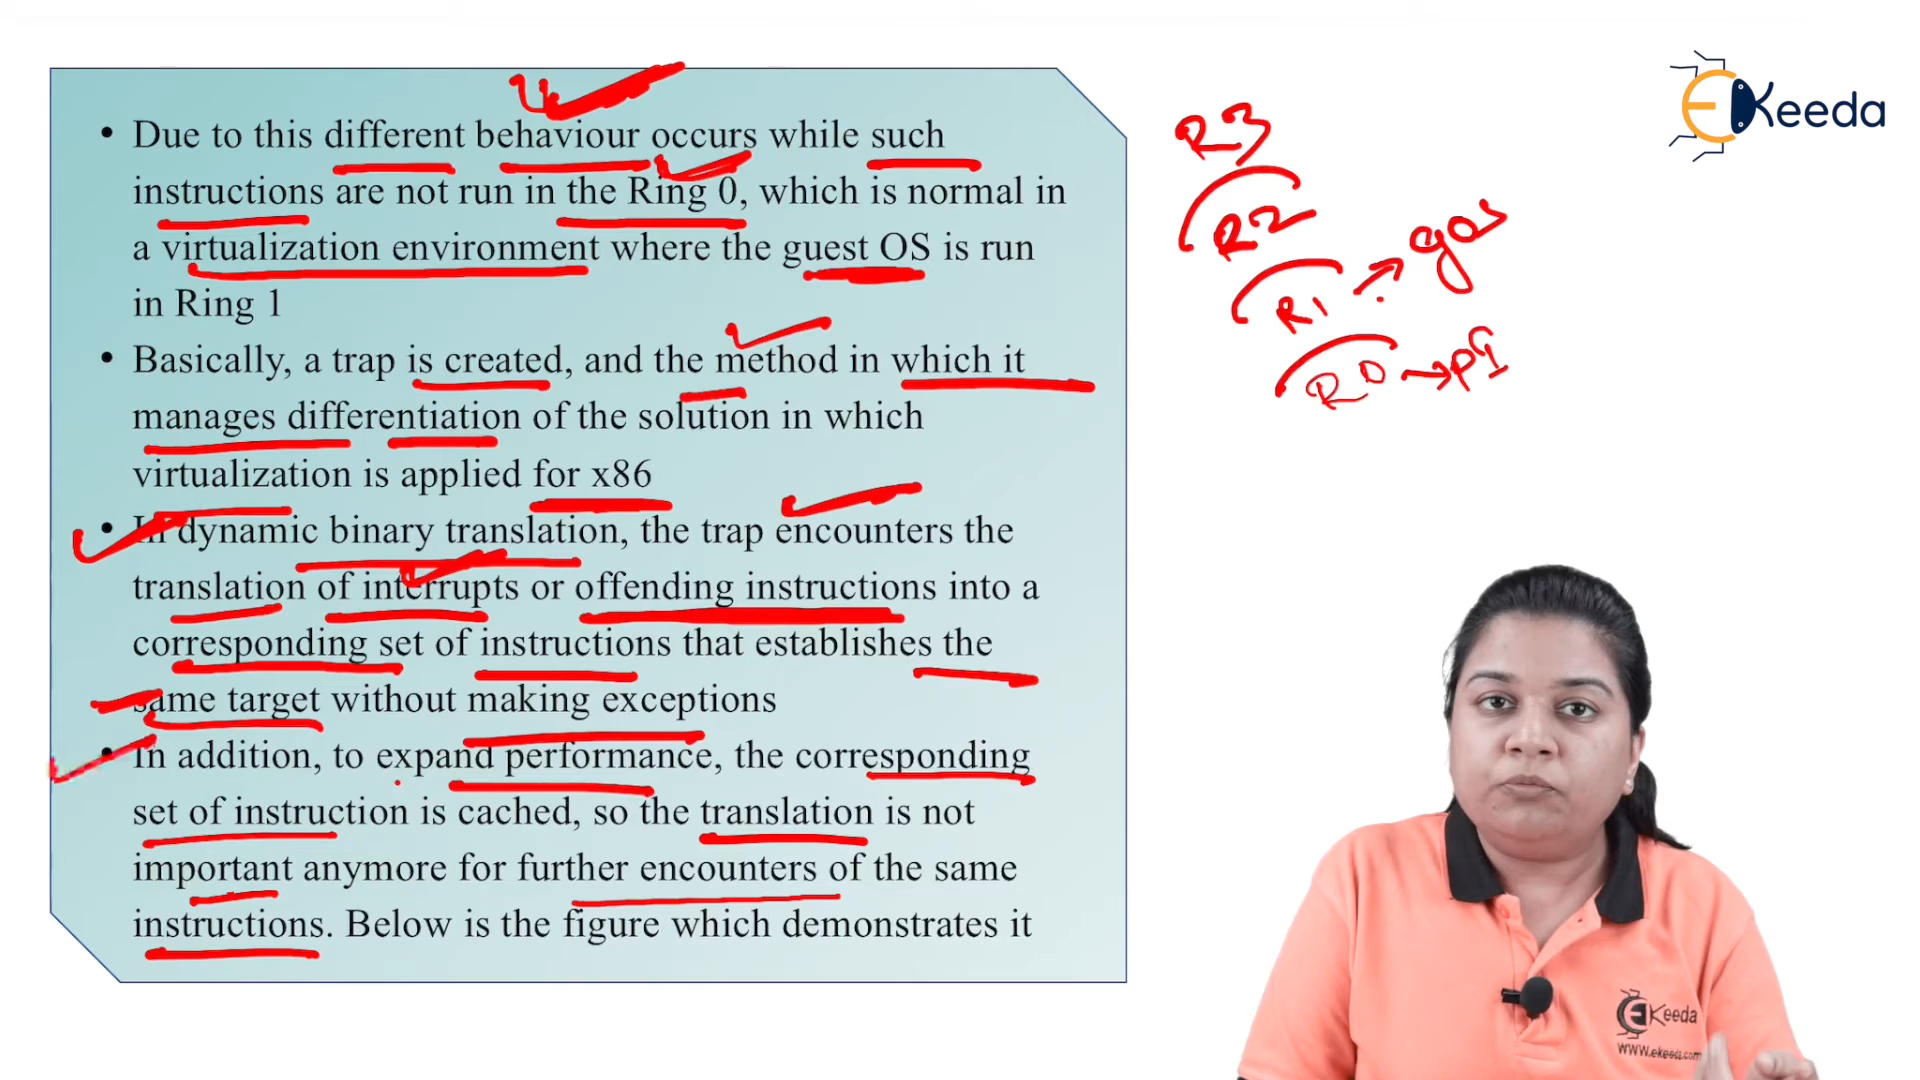 • Due to this different behaviour occurs while such
instructions are not run in the Ring 0, which is normal in
a virtualization environment where the guest OS is run
in Ring 1
• Basically, a trap is created, and the method in which it
manages differentiation of the solution in which
virtualization is applied for x86
• In dynamic binary translation, the trap encounters the
translation of interrupts or offending instructions into a
corresponding set of instructions that establishes the
same target without making exceptions
• In addition, to expand performance, the corresponding
set of instruction is cached, so the translation is not
important anymore for further encounters of the same
instructions. Below is the figure which demonstrates it
R3
R2
R1 → gos
R0 → PI
EKeeda
EKeeda
www.ekeeda.com